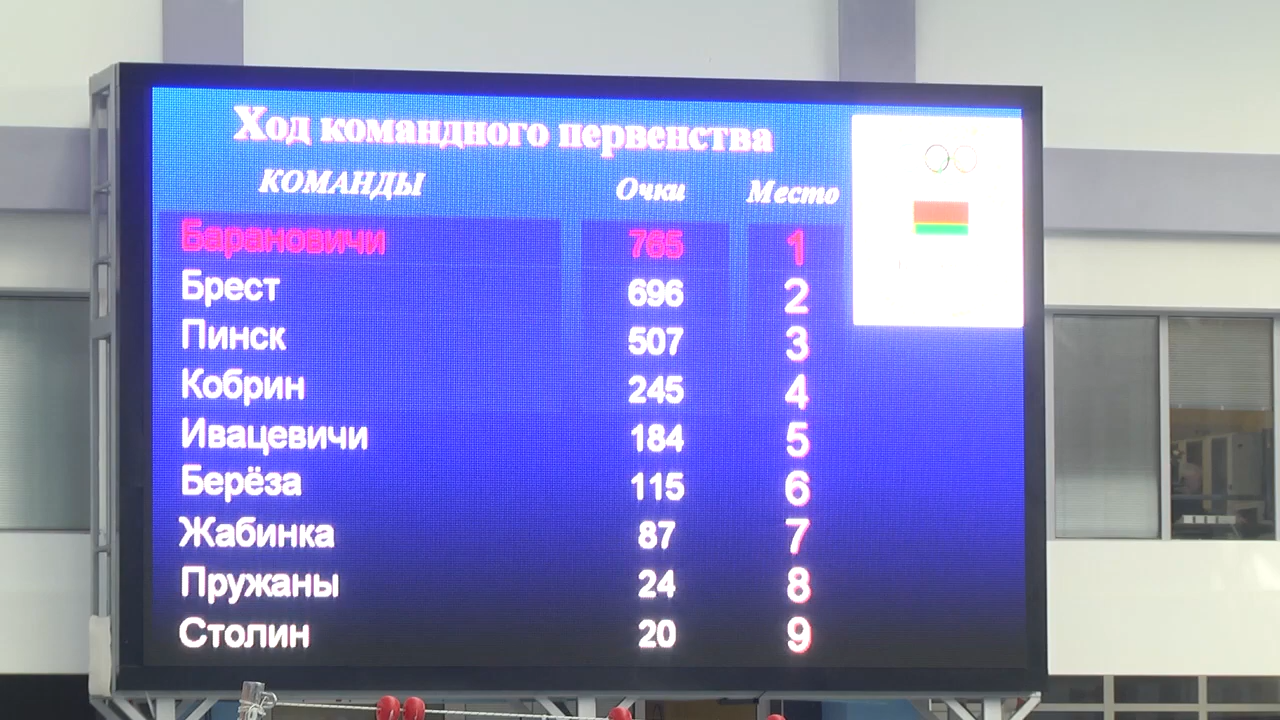 Ход командного первенства
КОМАНДЫ Очки Место
Барановичи 765 1
Брест 696 2
Пинск 507 3
Кобрин 245 4
Ивацевичи 184 5
Берёза 115 6
Жабинка 87 7
Пружаны 24 8
Столин 20 9